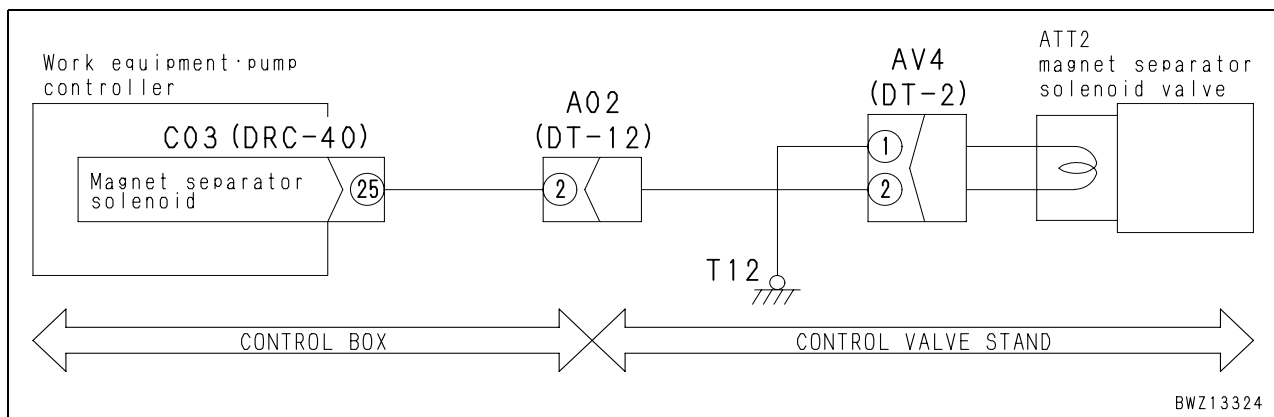 Work equipment·pump
controller
C03 (DRC-40)
Magnet separator
solenoid
25
A02
(DT-12)
2
T12
AV4
(DT-2)
1
2
ATT2
magnet separator
solenoid valve
CONTROL BOX
CONTROL VALVE STAND
BWZ13324